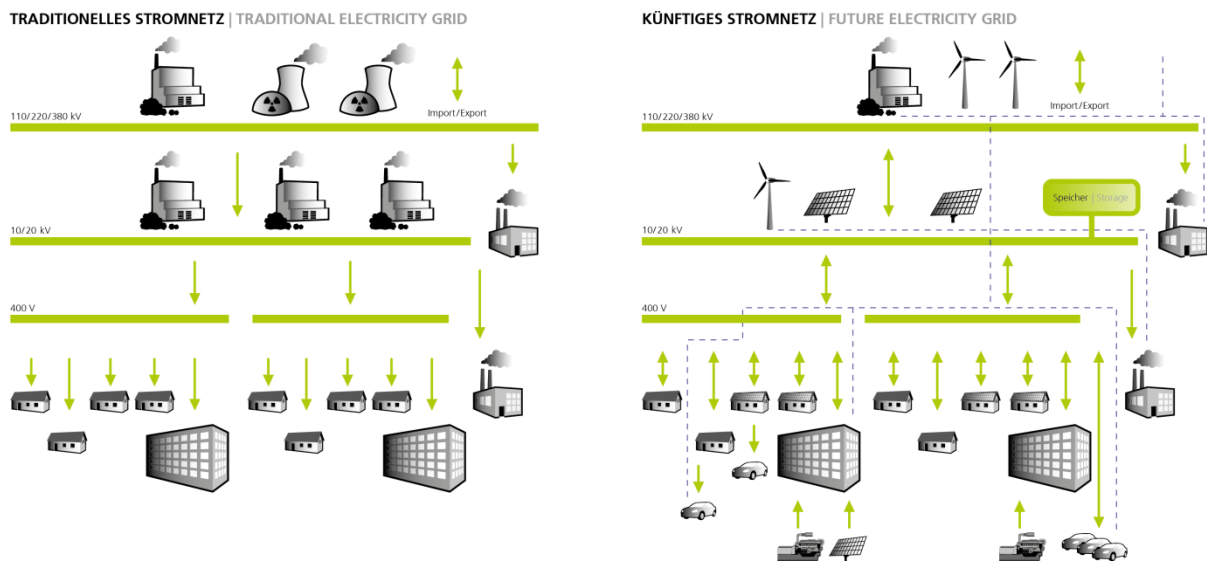 TRADITIONELLES STROMNETZ | TRADITIONAL ELECTRICITY GRID
Import/Export
110/220/380 kV
10/20 kV
400 V
KÜNFTIGES STROMNETZ | FUTURE ELECTRICITY GRID
Import/Export
110/220/380 kV
Speicher | Storage
10/20 kV
400 V